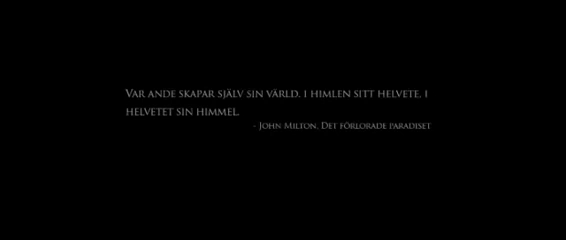 VAR ANDE SKAPAR SJÄLV SIN VÄRLD, I HIMLEN SITT HELVETE, I
HELVETET SIN HIMMEL.
- JOHN MILTON, DET FÖRLORADE PARADISET